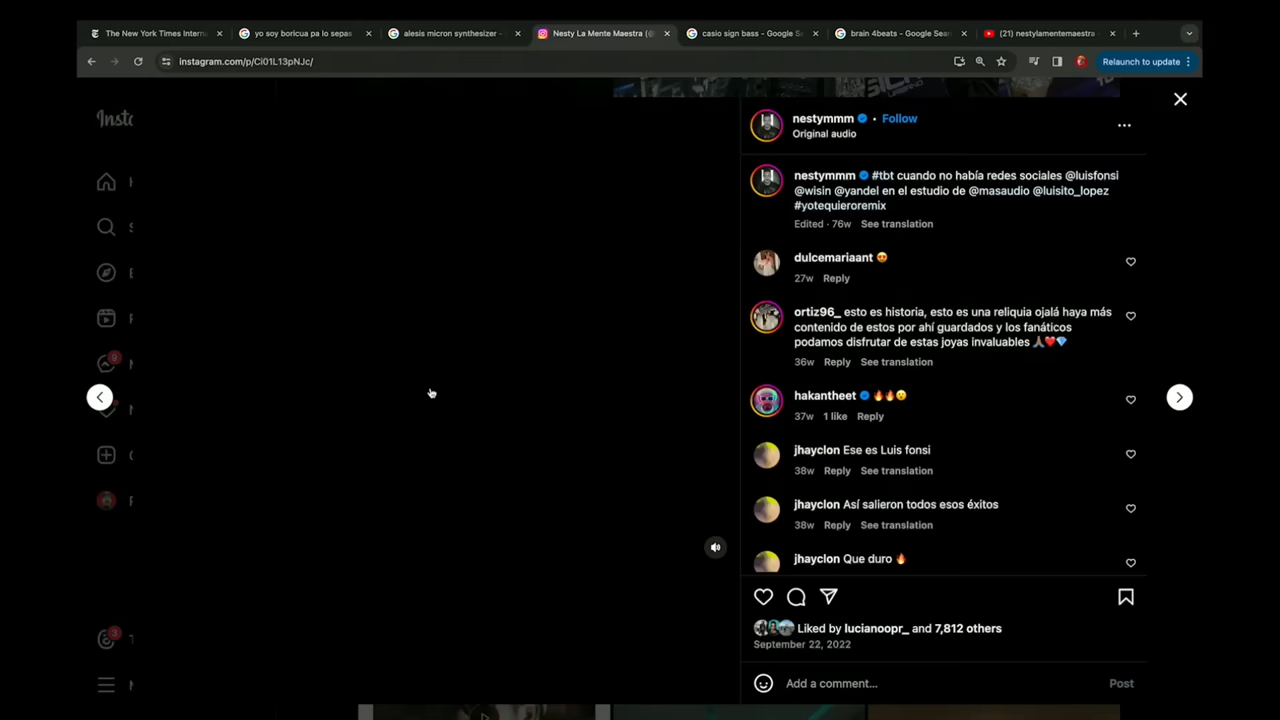 The New York Times Intern
yo soy boricua pa lo sepas
alesis micron synthesizer -
Nesty La Mente Maestra (@
casio sign bass - Google Se
brain 4beats - Google Sear
(21) nestylamentemaestra
instagram.com/p/Ci01L13pNJc/
Relaunch to update
Insta
nestymmm • Follow
Original audio
nestymmm #tbt cuando no había redes sociales @luisfonsi
@wisin @yandel en el estudio de @masaudio @luisito_lopez
#yotequieroremix
Edited · 76w See translation
dulcemariaant 😍
27w Reply
ortiz96_ esto es historia, esto es una reliquia ojalá haya más
contenido de estos por ahí guardados y los fanáticos
podamos disfrutar de estas joyas invaluables 🙏🏽❤️💎
36w Reply See translation
hakantheet 🔥🔥😮
37w 1 like Reply
jhayclon Ese es Luis fonsi
38w Reply See translation
jhayclon Así salieron todos esos éxitos
38w Reply See translation
jhayclon Que duro 🔥
9
3
Liked by lucianoopr_ and 7,812 others
September 22, 2022
Add a comment...
Post